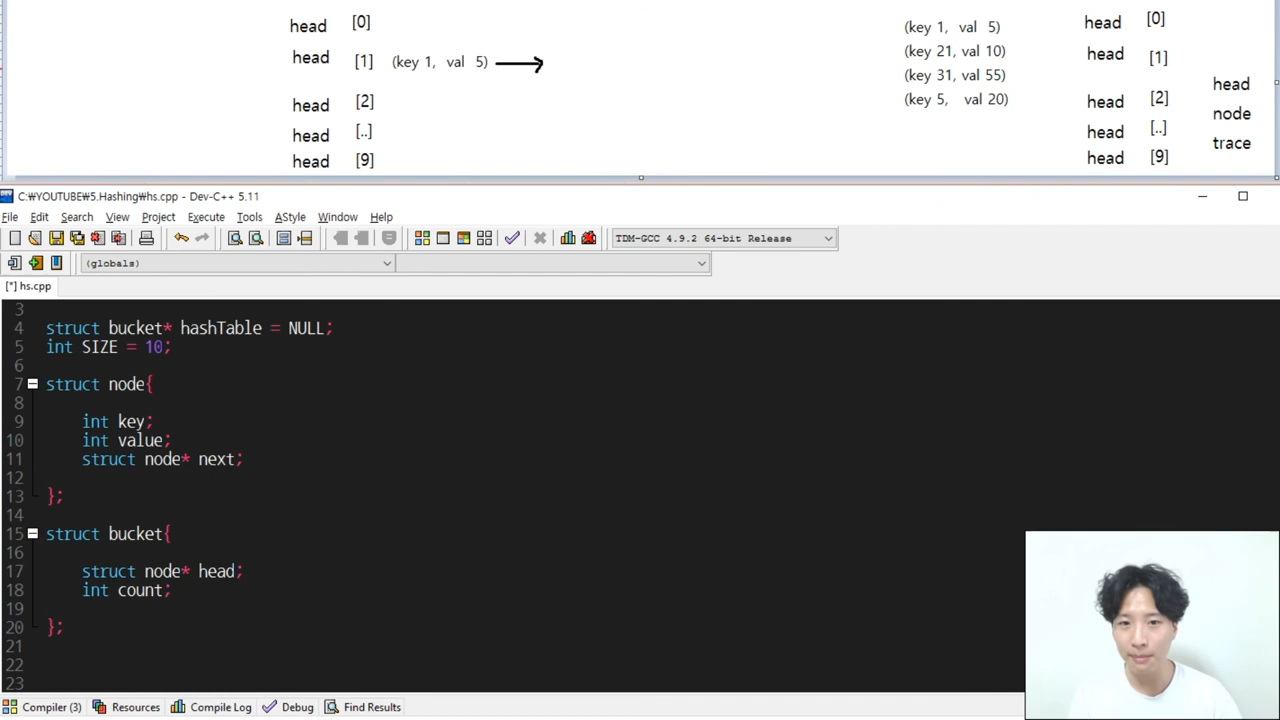 head [0]
head [1] (key 1, val 5)
head [2]
head [..]
head [9]
(key 1, val 5)
(key 21, val 10)
(key 31, val 55)
(key 5, val 20)
head [0]
head [1]
head [2]
head [..]
head [9]
head
node
trace
C:₩YOUTUBE₩5.Hashing₩hs.cpp - Dev-C++ 5.11
File Edit Search View Project Execute Tools AStyle Window Help
TDM-GCC 4.9.2 64-bit Release
(globals)
[*] hs.cpp
3
4 struct bucket* hashTable = NULL;
5 int SIZE = 10;
6
7 struct node{
8
9 int key;
10 int value;
11 struct node* next;
12
13 };
14
15 struct bucket{
16
17 struct node* head;
18 int count;
19
20 };
21
22
23
Compiler (3) Resources Compile Log Debug Find Results